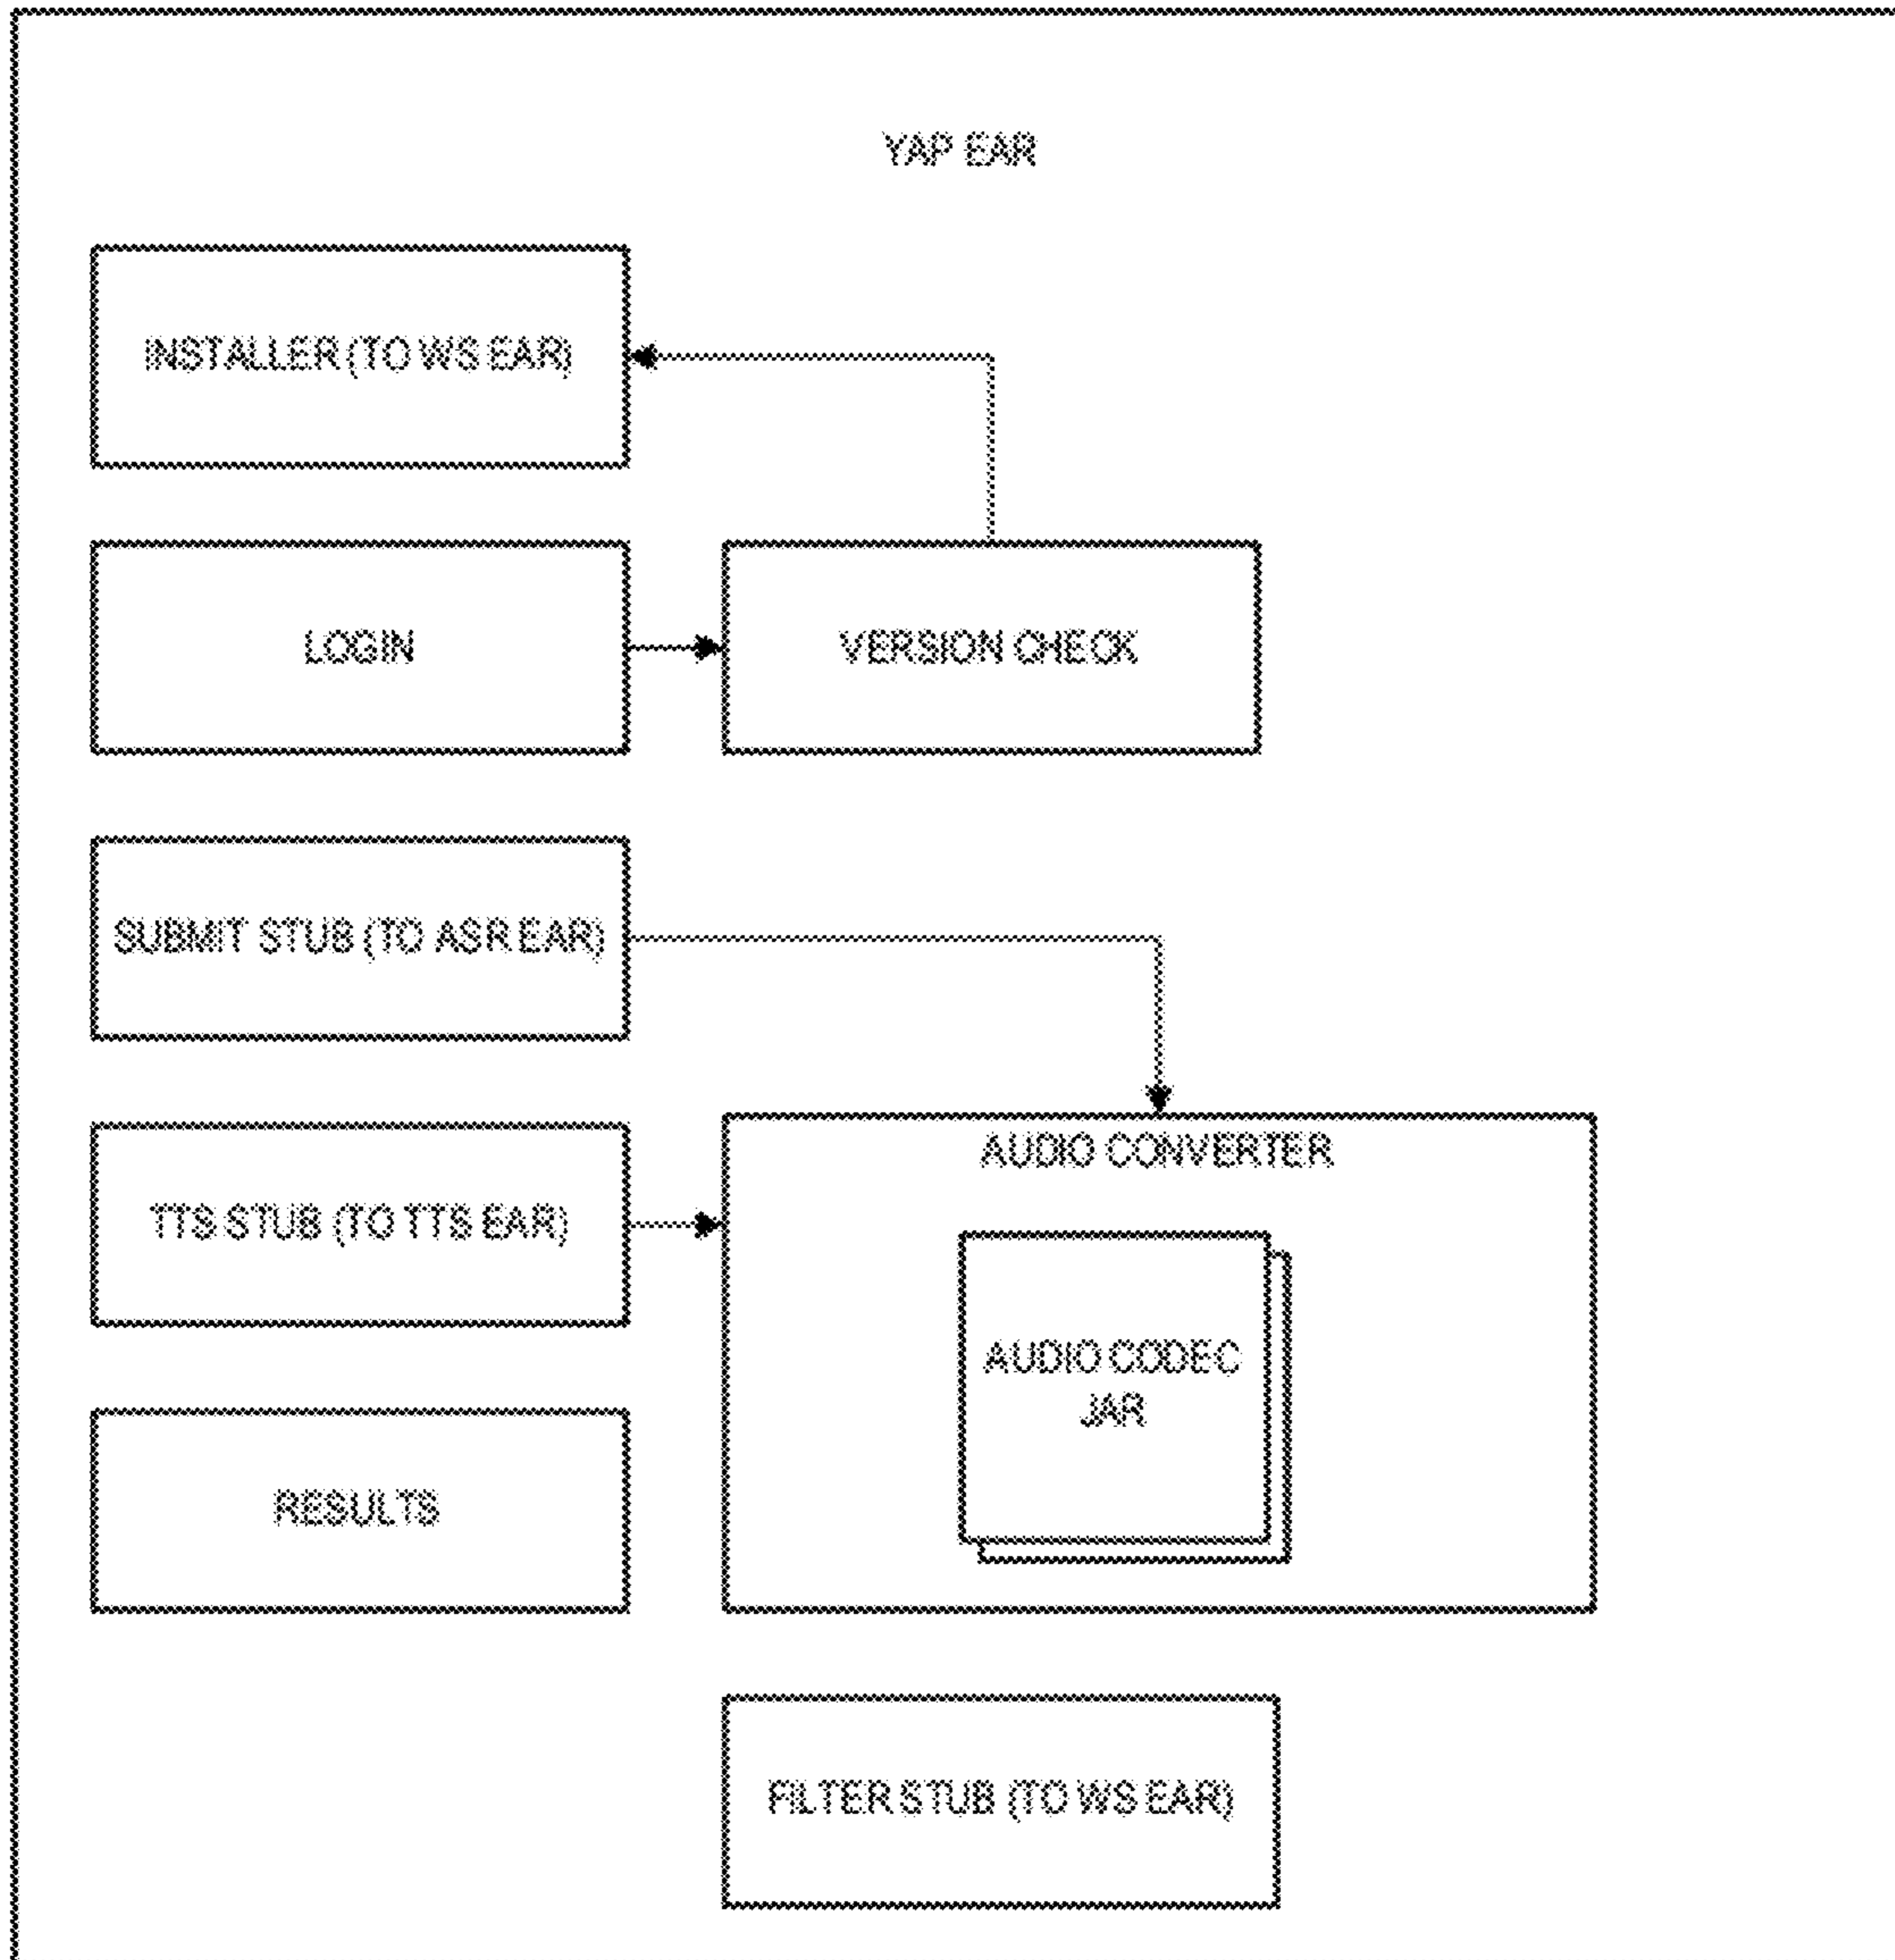 YAP EAR
INSTALLER (TO WS EAR)
LOGIN
VERSION CHECK
SUBMIT STUB (TO ASR EAR)
AUDIO CONVERTER
TTS STUB (TO TTS EAR)
AUDIO CODEC
JAR
RESULTS
FILTER STUB (TO WS EAR)